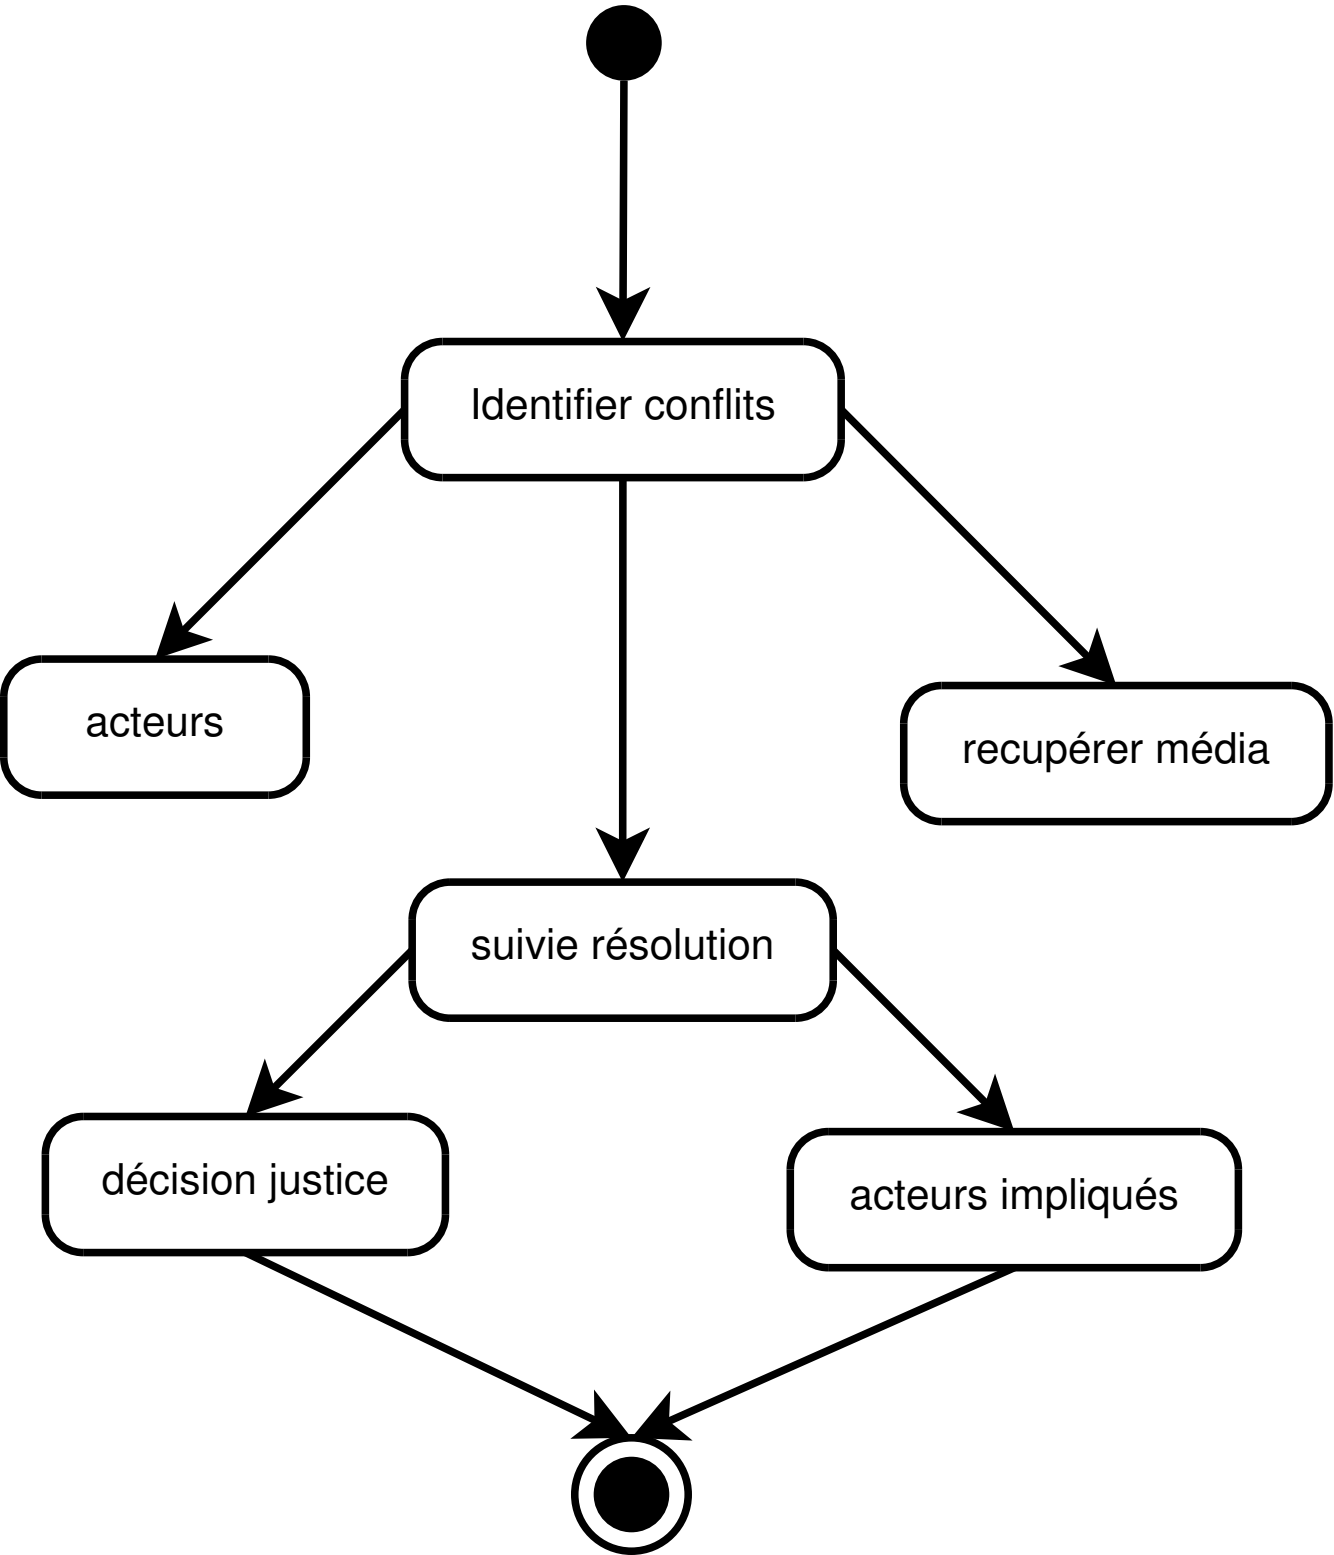 Identifier conflits
acteurs
recupérer média
suivie résolution
décision justice
acteurs impliqués